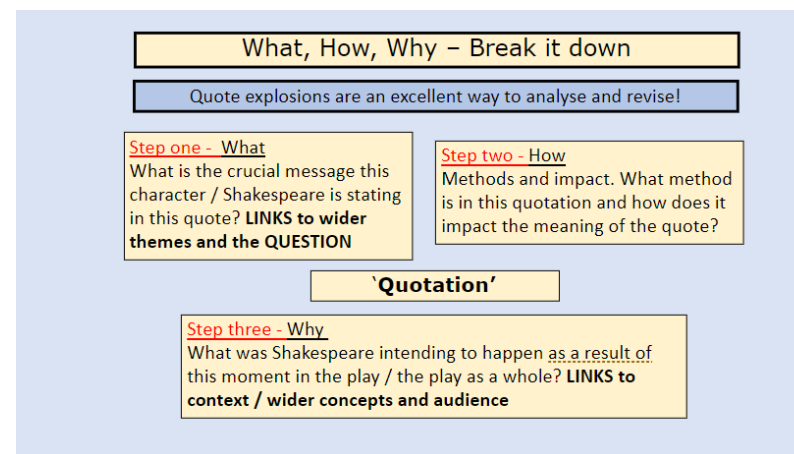 What, How, Why – Break it down
Quote explosions are an excellent way to analyse and revise!
Step one - What
What is the crucial message this
character / Shakespeare is stating
in this quote? LINKS to wider
themes and the QUESTION
Step two - How
Methods and impact. What method
is in this quotation and how does it
impact the meaning of the quote?
‘Quotation’
Step three - Why
What was Shakespeare intending to happen as a result of
this moment in the play / the play as a whole? LINKS to
context / wider concepts and audience